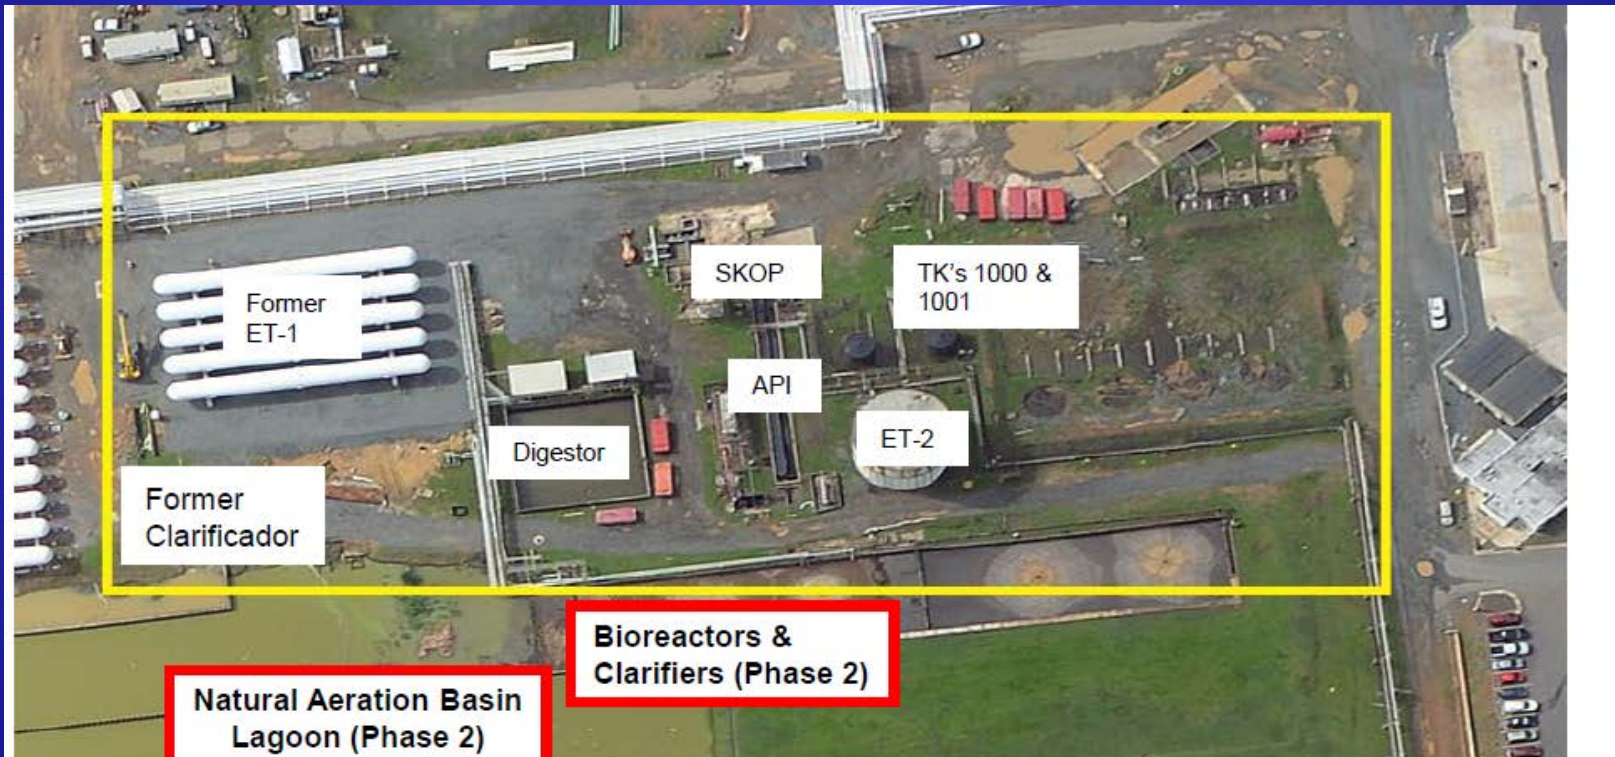 SKOP
TK's 1000 &
1001
Former
ET-1
API
ET-2
Digestor
Former
Clarificador
Bioreactors &
Clarifiers (Phase 2)
Natural Aeration Basin
Lagoon (Phase 2)